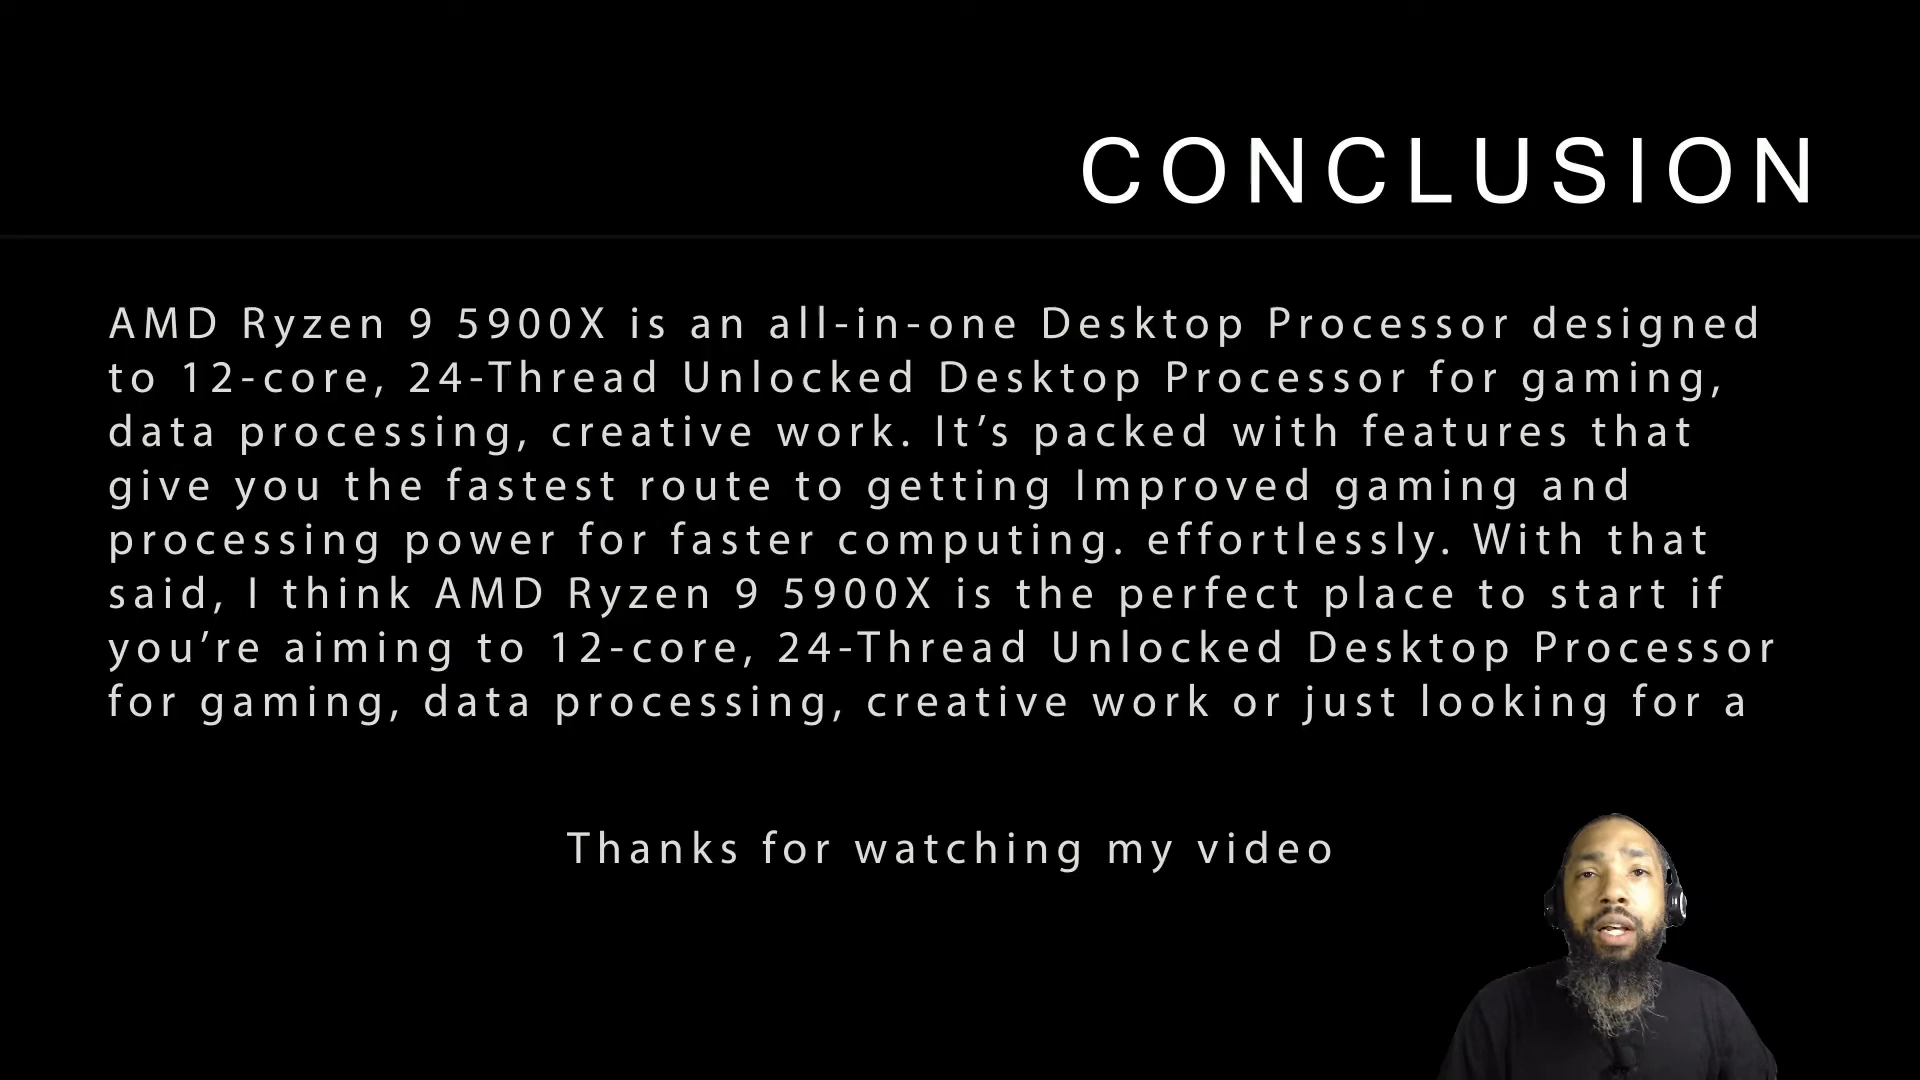 CONCLUSION
AMD Ryzen 9 5900X is an all-in-one Desktop Processor designed
to 12-core, 24-Thread Unlocked Desktop Processor for gaming,
data processing, creative work. It’s packed with features that
give you the fastest route to getting Improved gaming and
processing power for faster computing. effortlessly. With that
said, I think AMD Ryzen 9 5900X is the perfect place to start if
you’re aiming to 12-core, 24-Thread Unlocked Desktop Processor
for gaming, data processing, creative work or just looking for a
Thanks for watching my video